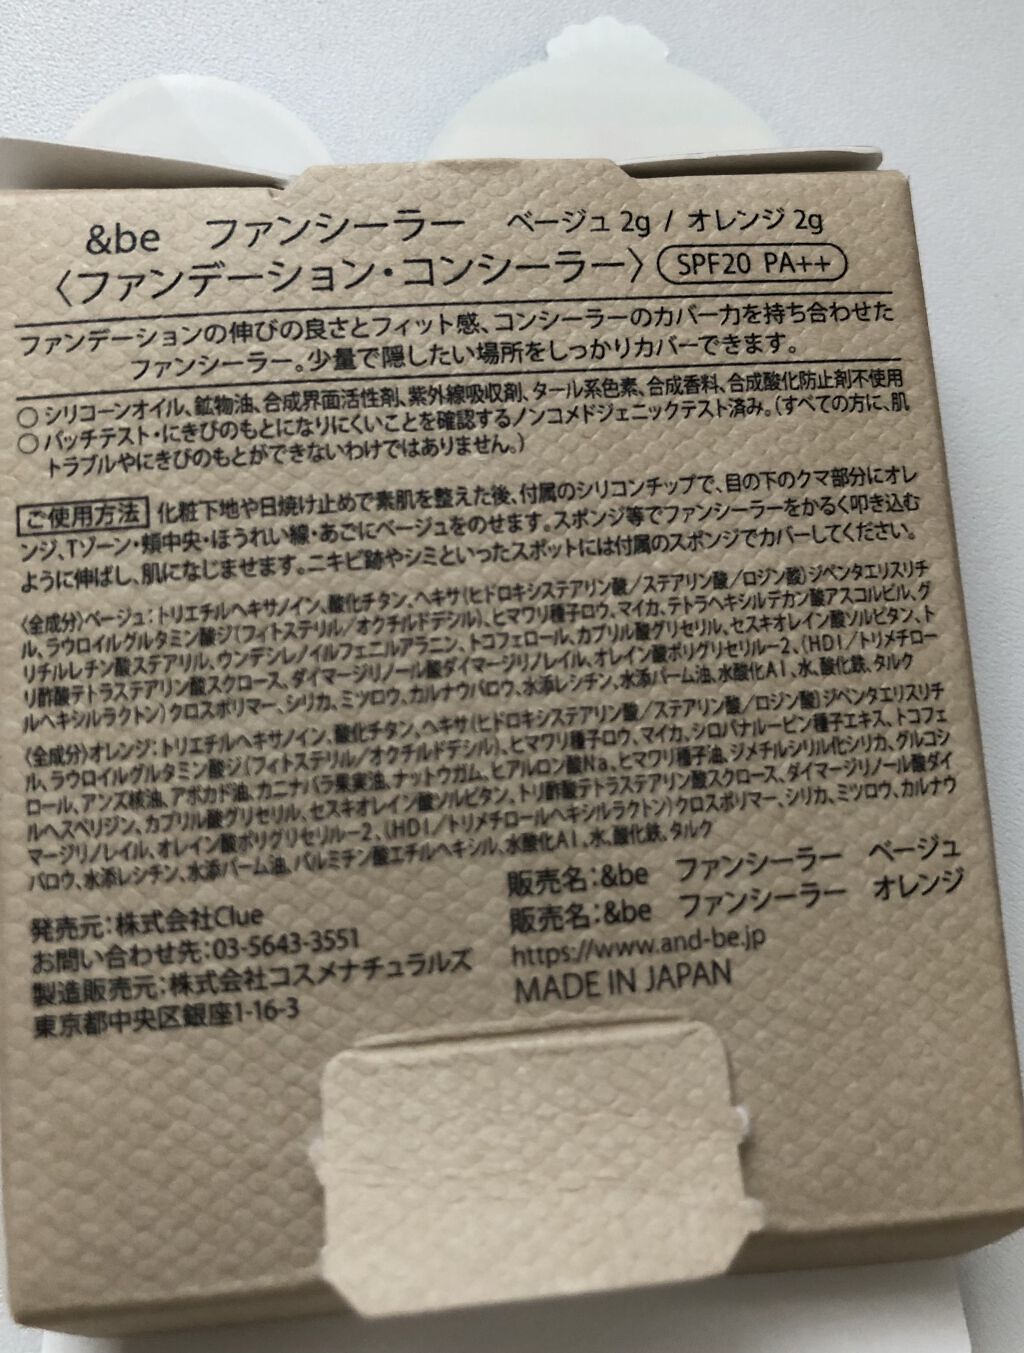 &be ファンシーラー ベージュ 2g / オレンジ 2g
〈ファンデーション・コンシーラー〉 SPF20 PA++
ファンデーションの伸びの良さとフィット感、コンシーラーのカバー力を持ち合わせた
ファンシーラー。少量で隠したい場所をしっかりカバーできます。
○ シリコーンオイル、鉱物油、合成界面活性剤、紫外線吸収剤、タール系色素、合成香料、合成酸化防止剤不使用
○ パッチテスト・にきびのもとになりにくいことを確認するノンコメドジェニックテスト済み。（すべての方に、肌
トラブルやにきびのもとができないわけではありません。）
ご使用方法 化粧下地や日焼け止めで素肌を整えた後、付属のシリコンチップで、目の下のクマ部分にオレ
ンジ、Tゾーン・頬中央・ほうれい線・あごにベージュをのせます。スポンジ等でファンシーラーをかるく叩き込む
ように伸ばし、肌になじませます。ニキビ跡やシミといったスポットには付属のスポンジでカバーしてください。
〈全成分〉ベージュ：トリエチルヘキサノイン、酸化チタン、ヘキサ（ヒドロキシステアリン酸／ステアリン酸／ロジン酸）ジペンタエリスリチ
ル、ラウロイルグルタミン酸ジ（フィトステリル／オクチルドデシル）、ヒマワリ種子ロウ、マイカ、テトラヘキシルデカン酸アスコルビル、グ
リチルレチン酸ステアリル、ウンデシレノイルフェニルアラニン、トコフェロール、カプリル酸グリセリル、セスキオレイン酸ソルビタン、ト
リ酢酸テトラステアリン酸スクロース、ダイマージリノール酸ダイマージリノレイル、オレイン酸ポリグリセリル－2、（HDI／トリメチロー
ルヘキシルラクトン）クロスポリマー、シリカ、ミツロウ、カルナウバロウ、水添レシチン、水添パーム油、水酸化Al、水、酸化鉄、タルク
〈全成分〉オレンジ：トリエチルヘキサノイン、酸化チタン、ヘキサ（ヒドロキシステアリン酸／ステアリン酸／ロジン酸）ジペンタエリスリチ
ル、ラウロイルグルタミン酸ジ（フィトステリル／オクチルドデシル）、ヒマワリ種子ロウ、マイカ、シロバナルーピン種子エキス、トコフェ
ロール、アンズ核油、アボカド油、カニナバラ果実油、ナットウガム、ヒアルロン酸Na、ヒマワリ種子油、ジメチルシリル化シリカ、グルコシ
ルヘスペリジン、カプリル酸グリセリル、セスキオレイン酸ソルビタン、トリ酢酸テトラステアリン酸スクロース、ダイマージリノール酸ダイ
マージリノレイル、オレイン酸ポリグリセリル－2、（HDI／トリメチロールヘキシルラクトン）クロスポリマー、シリカ、ミツロウ、カルナウ
バロウ、水添レシチン、水添パーム油、パルミチン酸エチルヘキシル、水酸化Al、水、酸化鉄、タルク
販売名：&be ファンシーラー ベージュ
販売名：&be ファンシーラー オレンジ
https://www.and-be.jp
MADE IN JAPAN
発売元：株式会社Clue
お問い合わせ先：03-5643-3551
製造販売元：株式会社コスメナチュラルズ
東京都中央区銀座1-16-3